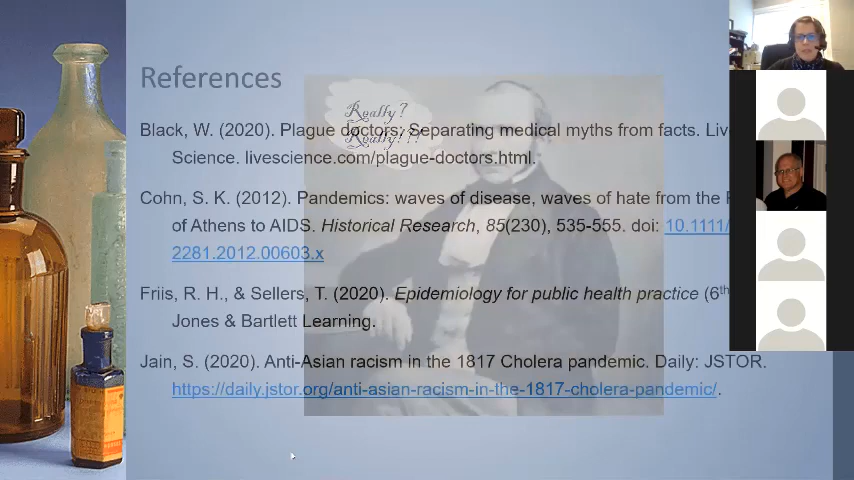 References
Really?
Really???
Black, W. (2020). Plague doctors: Separating medical myths from facts. Live
Science. livescience.com/plague-doctors.html.
Cohn, S. K. (2012). Pandemics: waves of disease, waves of hate from the
of Athens to AIDS. Historical Research, 85(230), 535-555. doi: 10.1111/
2281.2012.00603.x
Friis, R. H., & Sellers, T. (2020). Epidemiology for public health practice (6th
Jones & Bartlett Learning.
Jain, S. (2020). Anti-Asian racism in the 1817 Cholera pandemic. Daily: JSTOR.
https://daily.jstor.org/anti-asian-racism-in-the-1817-cholera-pandemic/.